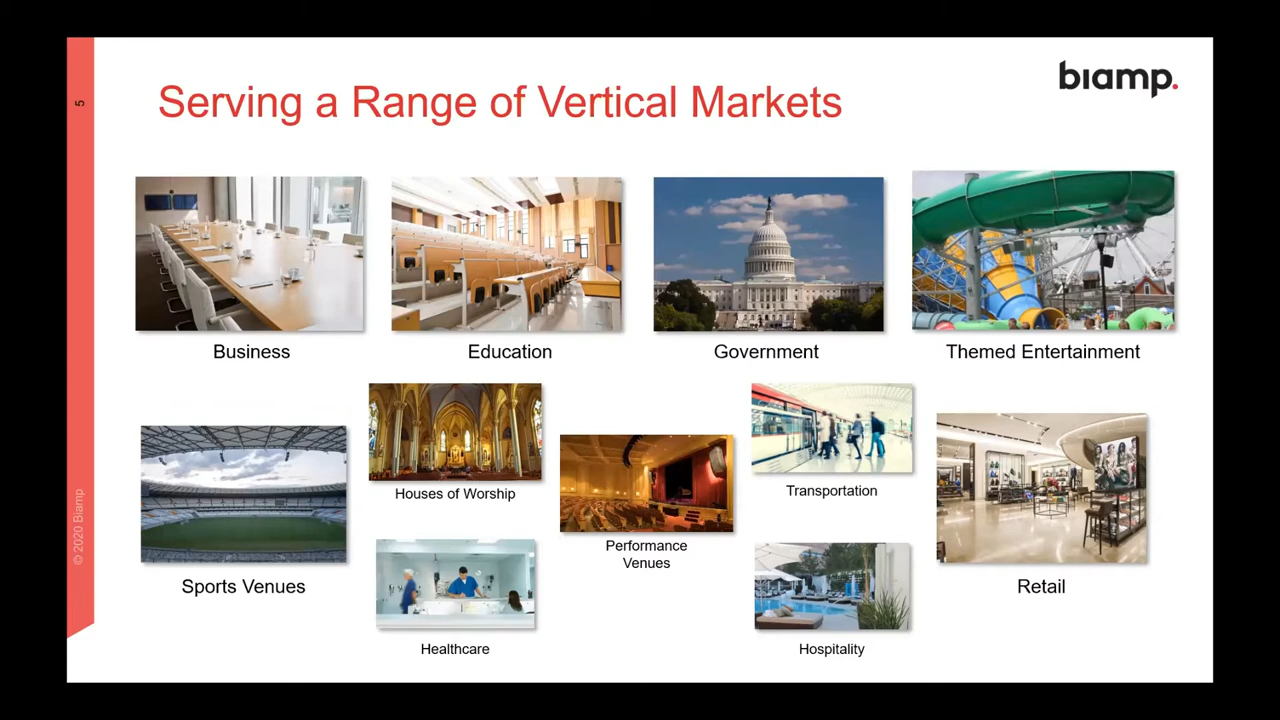 biamp.
5
Serving a Range of Vertical Markets
Business
Education
Government
Themed Entertainment
Houses of Worship
Transportation
Performance
Venues
Sports Venues
Retail
Healthcare
Hospitality
© 2020 Biamp